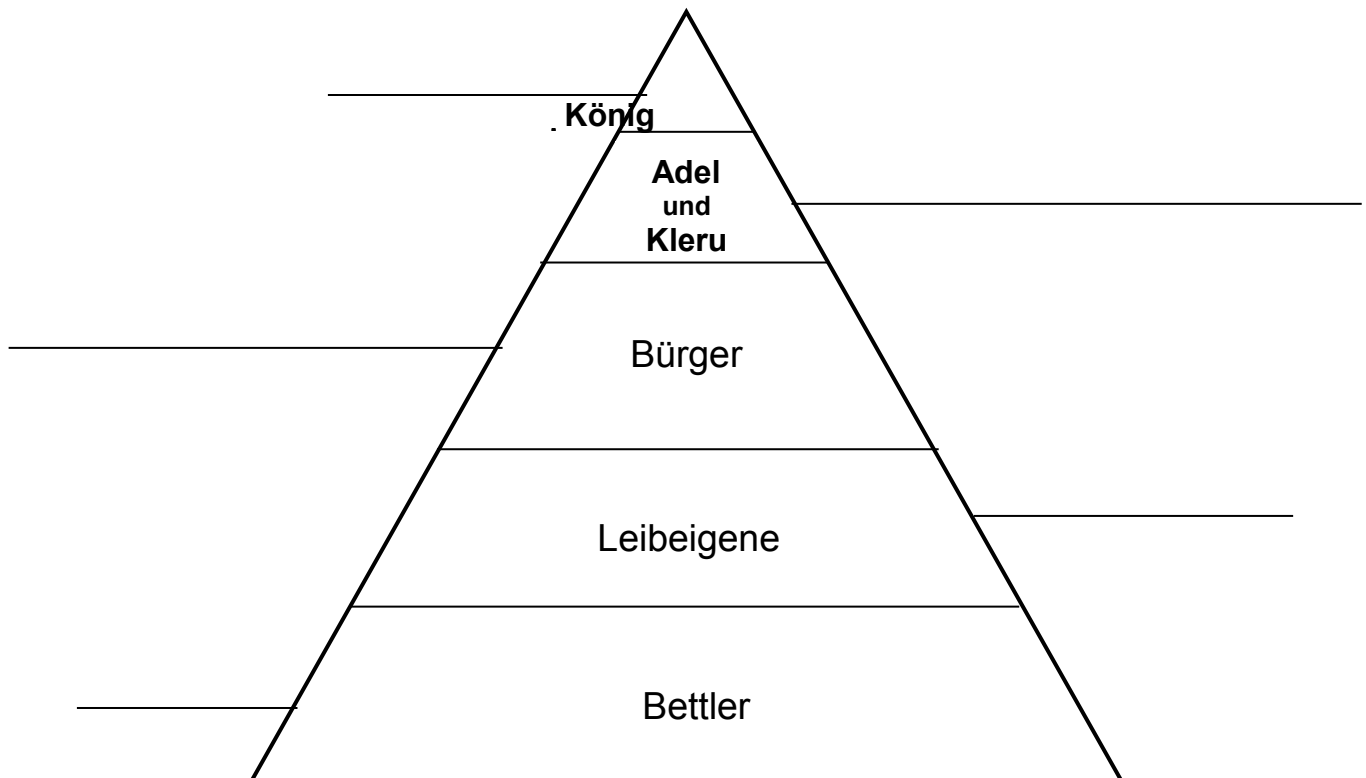 . König
Adel
und
Kleru
Bürger
Leibeigene
Bettler